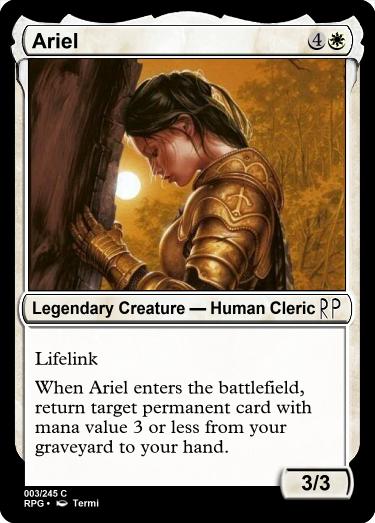 Ariel 4
Legendary Creature — Human Cleric RP
Lifelink
When Ariel enters the battlefield,
return target permanent card with
mana value 3 or less from your
graveyard to your hand.
3/3
003/245 C
RPG • Termi